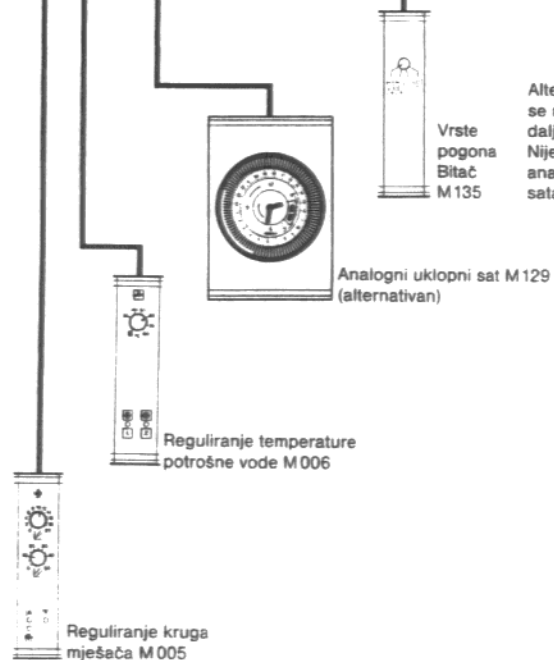 Vrste
pogona
Bitač
M 135
Alte
se
dalj
Nije
ana
sata
Analogni uklopni sat M 129
(alternativan)
Reguliranje temperature
potrošne vode M 006
Reguliranje kruga
mješača M 005